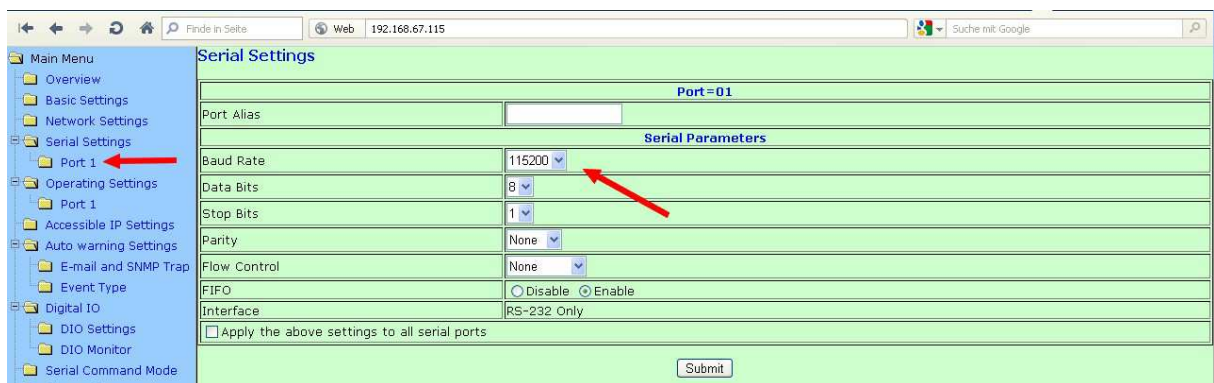 Finde in Seite
Web 192.168.67.115
Suche mit Google
Main Menu
Overview
Basic Settings
Network Settings
Serial Settings
Port 1
Operating Settings
Port 1
Accessible IP Settings
Auto warning Settings
E-mail and SNMP Trap
Event Type
Digital IO
DIO Settings
DIO Monitor
Serial Command Mode
Serial Settings
Port=01
Port Alias
Serial Parameters
Baud Rate 115200
Data Bits 8
Stop Bits 1
Parity None
Flow Control None
FIFO Disable Enable
Interface RS-232 Only
Apply the above settings to all serial ports
Submit